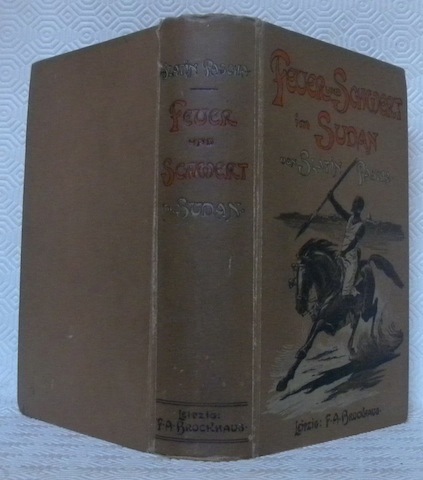 SLATIN PASCHA
FEUER
UND
SCHWERT
IM SUDAN
LEIPZIG:
F.A. BROCKHAUS.
FEUER UND SCHWERT
IM
SUDAN
VON SLATIN PASCHA
LEIPZIG: F.A. BROCKHAUS.